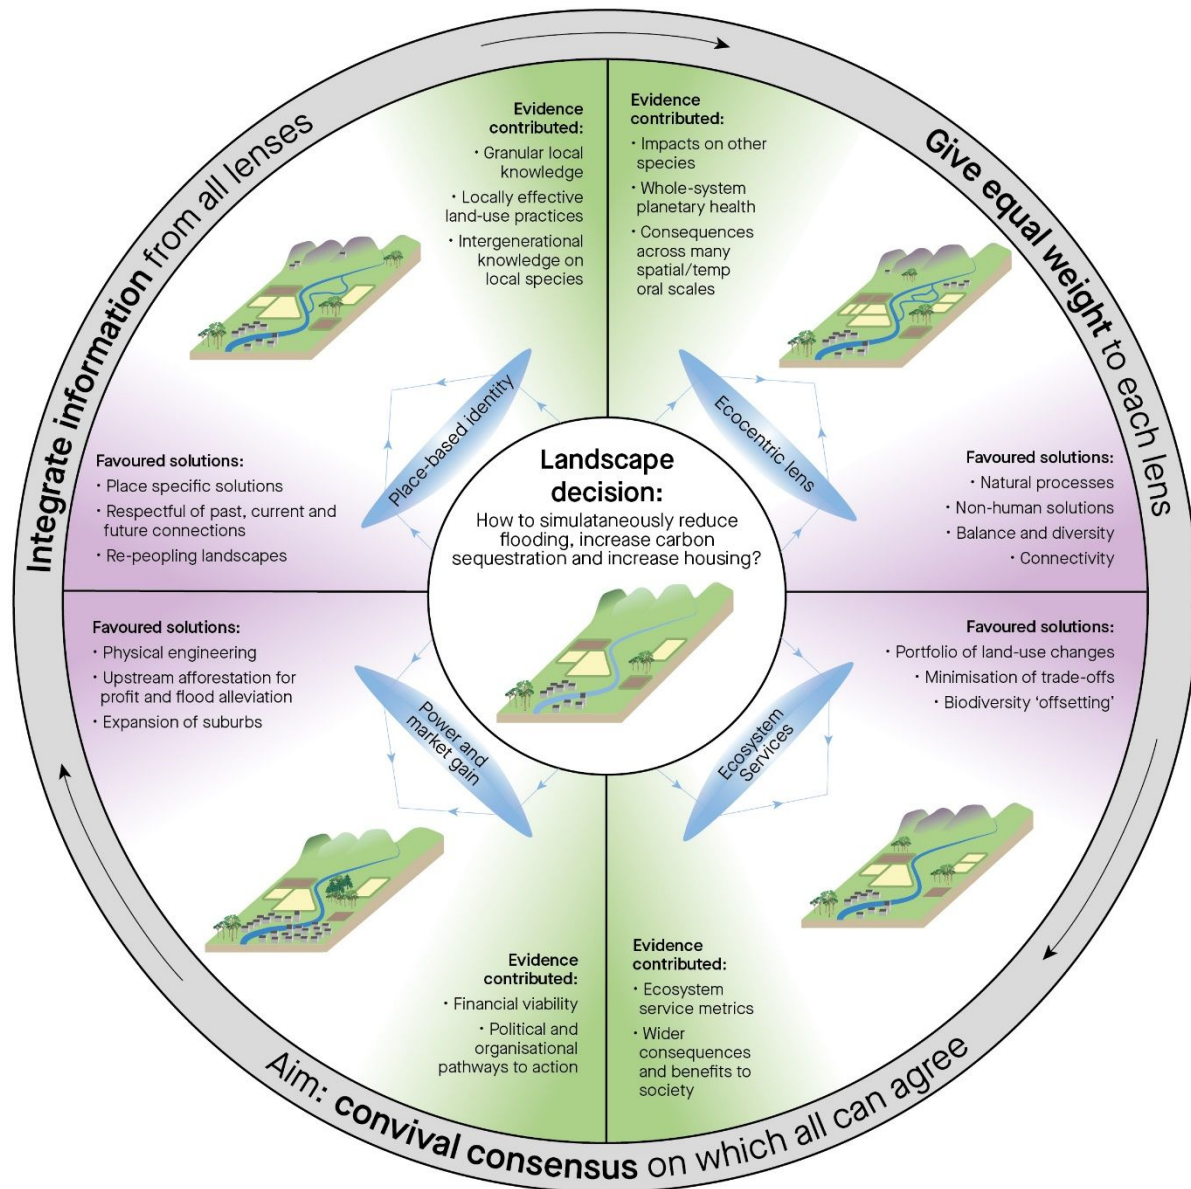 Integrate information from all lenses
Give equal weight to each lens
Aim: convival consensus on which all can agree
Evidence
contributed:
· Granular local
knowledge
· Locally effective
land-use practices
· Intergenerational
knowledge on
local species
Evidence
contributed:
· Impacts on other
species
· Whole-system
planetary health
· Consequences
across many
spatial/temp
oral scales
Place-based identity
Ecocentric lens
Favoured solutions:
· Place specific solutions
· Respectful of past, current and
future connections
· Re-peopling landscapes
Favoured solutions:
· Natural processes
· Non-human solutions
· Balance and diversity
· Connectivity
Landscape
decision:
How to simulataneously reduce
flooding, increase carbon
sequestration and increase housing?
Favoured solutions:
· Physical engineering
· Upstream afforestation for
profit and flood alleviation
· Expansion of suburbs
Favoured solutions:
· Portfolio of land-use changes
· Minimisation of trade-offs
· Biodiversity ‘offsetting’
Power and
market gain
Ecosystem
Services
Evidence
contributed:
· Financial viability
· Political and
organisational
pathways to action
Evidence
contributed:
· Ecosystem
service metrics
· Wider
consequences
and benefits to
society